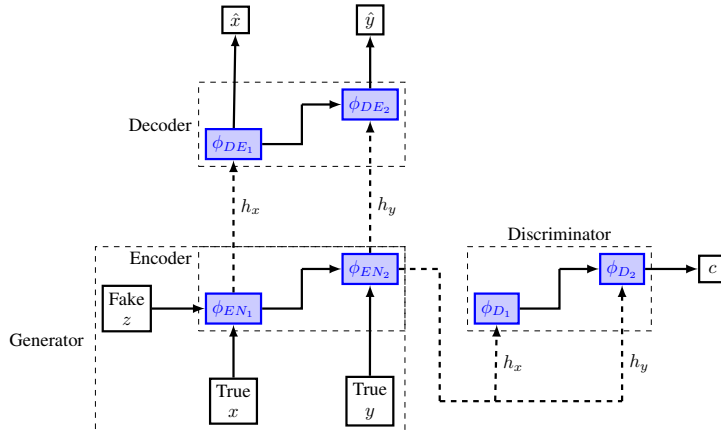 x̂
ŷ
Decoder
ϕ_{DE_1}
ϕ_{DE_2}
h_x
h_y
Generator
Encoder
Fake
z
ϕ_{EN_1}
ϕ_{EN_2}
True
x
True
y
Discriminator
ϕ_{D_1}
ϕ_{D_2}
c
h_x
h_y